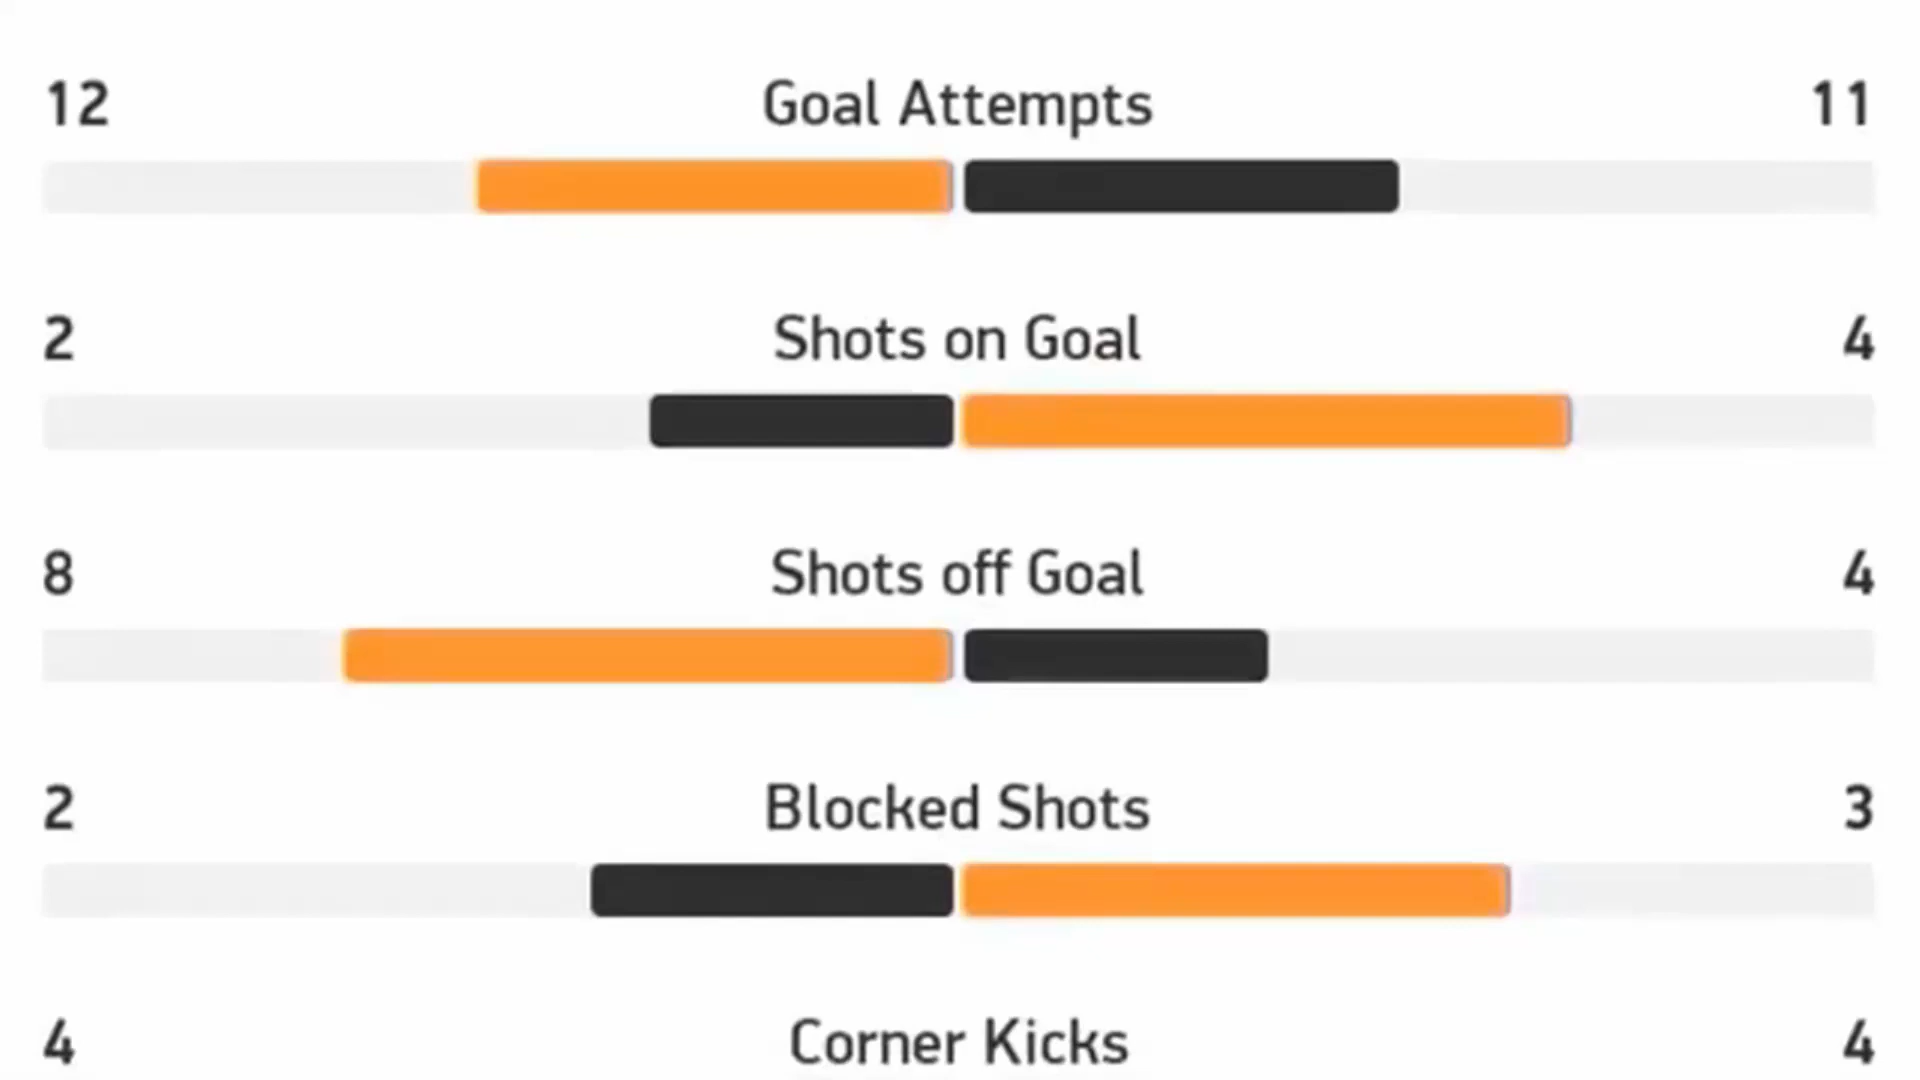 12 Goal Attempts 11
2 Shots on Goal 4
8 Shots off Goal 4
2 Blocked Shots 3
4 Corner Kicks 4